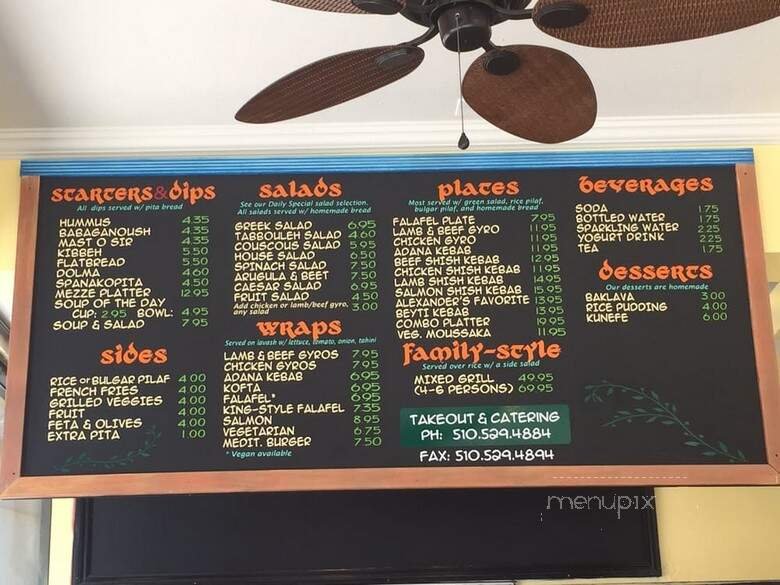 starters & dips
All dips served w/ pita bread
HUMMUS 4.35
BABAGANOUSH 4.35
MAST O SIR 4.35
KIBBEH 5.50
FLATBREAD 5.50
DOLMA 4.60
SPANAKOPITA 4.50
MEZZE PLATTER 12.95
SOUP OF THE DAY
CUP: 2.95 BOWL: 4.95
SOUP & SALAD 7.95
sides
RICE or BULGAR PILAF 4.00
FRENCH FRIES 4.00
GRILLED VEGGIES 4.00
FRUIT 4.00
FETA & OLIVES 4.00
EXTRA PITA 1.00
salads
See our Daily Special salad selection.
All salads served w/ homemade bread
GREEK SALAD 6.95
TABBOULEH SALAD 4.60
COUSCOUS SALAD 5.95
HOUSE SALAD 6.50
SPINACH SALAD 7.50
ARUGULA & BEET 7.50
CAESAR SALAD 6.95
FRUIT SALAD 4.50
Add chicken or lamb/beef gyro, 3.00
any salad
wraps
Served on lavash w/ lettuce, tomato, onion, tahini
LAMB & BEEF GYROS 7.95
CHICKEN GYROS 7.95
ADANA KEBAB 6.95
KOFTA 6.95
FALAFEL* 6.95
KING-STYLE FALAFEL 7.35
SALMON 8.95
VEGETARIAN 6.75
MEDIT. BURGER 7.50
* Vegan available
plates
Most served w/ green salad, rice pilaf,
bulgar pilaf, and homemade bread
FALAFEL PLATE 7.95
LAMB & BEEF GYRO 11.95
CHICKEN GYRO 11.95
ADANA KEBAB 11.95
BEEF SHISH KEBAB 12.95
CHICKEN SHISH KEBAB 11.95
LAMB SHISH KEBAB 14.95
SALMON SHISH KEBAB 15.95
ALEXANDER'S FAVORITE 13.95
BEYTI KEBAB 13.95
COMBO PLATTER 19.95
VEG. MOUSSAKA 11.95
family-style
Served over rice w/ a side salad
MIXED GRILL 49.95
(4-6 PERSONS) 69.95
TAKEOUT & CATERING
PH: 510.529.4884
FAX: 510.529.4894
beverages
SODA 1.75
BOTTLED WATER 1.75
SPARKLING WATER 2.25
YOGURT DRINK 2.25
TEA 1.75
desserts
Our desserts are homemade
BAKLAVA 3.00
RICE PUDDING 4.00
KUNEFE 6.00
menupix